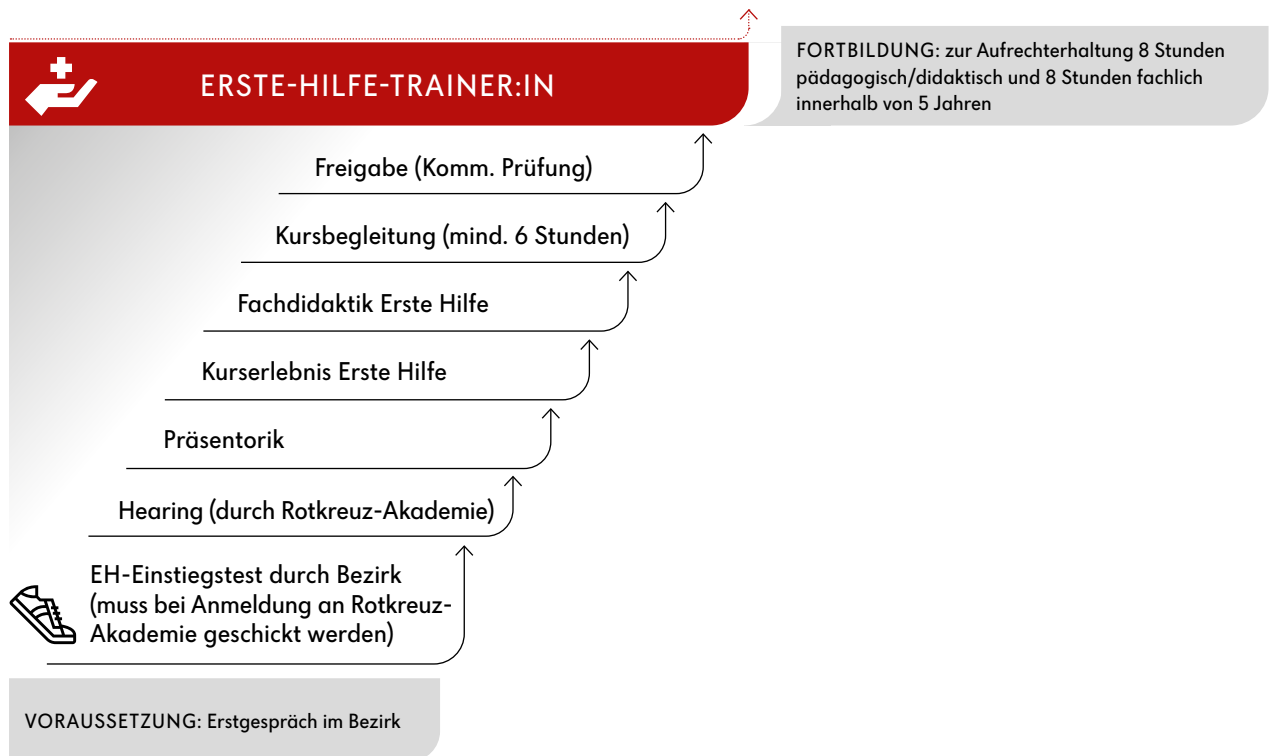 ERSTE-HILFE-TRAINER:IN
FORTBILDUNG: zur Aufrechterhaltung 8 Stunden
pädagogisch/didaktisch und 8 Stunden fachlich
innerhalb von 5 Jahren
Freigabe (Komm. Prüfung)
Kursbegleitung (mind. 6 Stunden)
Fachdidaktik Erste Hilfe
Kurserlebnis Erste Hilfe
Präsentorik
Hearing (durch Rotkreuz-Akademie)
EH-Einstiegstest durch Bezirk
(muss bei Anmeldung an Rotkreuz-
Akademie geschickt werden)
VORAUSSETZUNG: Erstgespräch im Bezirk